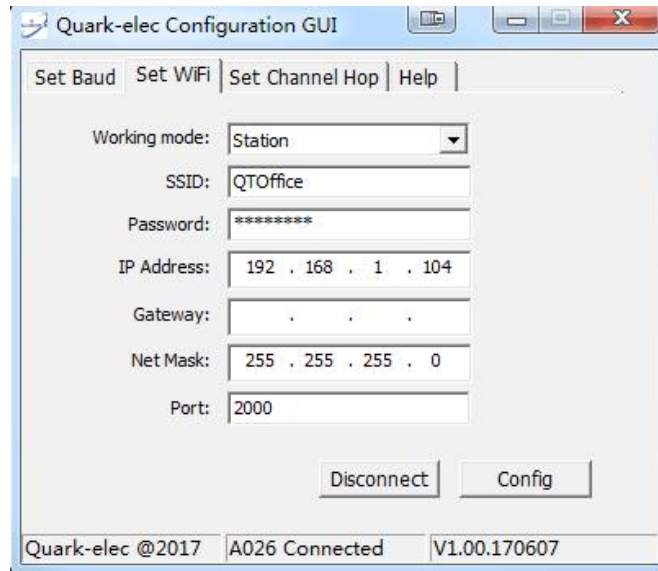 Quark-elec Configuration GUI
Set Baud Set WiFi Set Channel Hop Help
Working mode: Station
SSID: QTOffice
Password: ********
IP Address: 192 . 168 . 1 . 104
Gateway: . . .
Net Mask: 255 . 255 . 255 . 0
Port: 2000
Disconnect Config
Quark-elec @2017 A026 Connected V1.00.170607